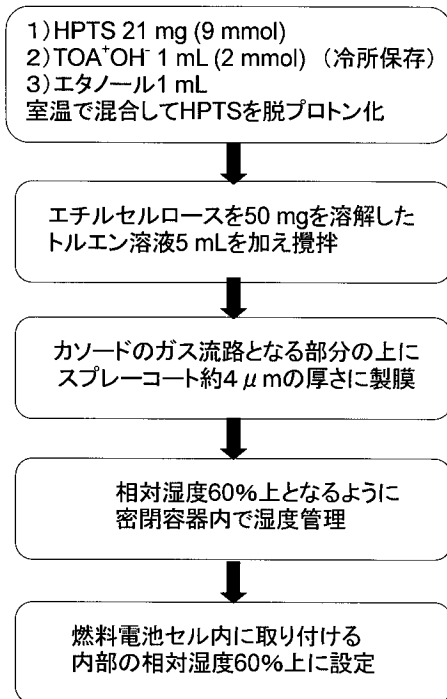 1)HPTS 21 mg (9 mmol)
2)TOA⁺OH⁻ 1 mL (2 mmol) (冷所保存)
3)エタノール1 mL
室温で混合してHPTSを脱プロトン化
エチルセルロースを50 mgを溶解した
トルエン溶液5 mLを加え攪拌
カソードのガス流路となる部分の上に
スプレーコート約4μmの厚さに製膜
相対湿度60%上となるように
密閉容器内で湿度管理
燃料電池セル内に取り付ける
内部の相対湿度60%上に設定